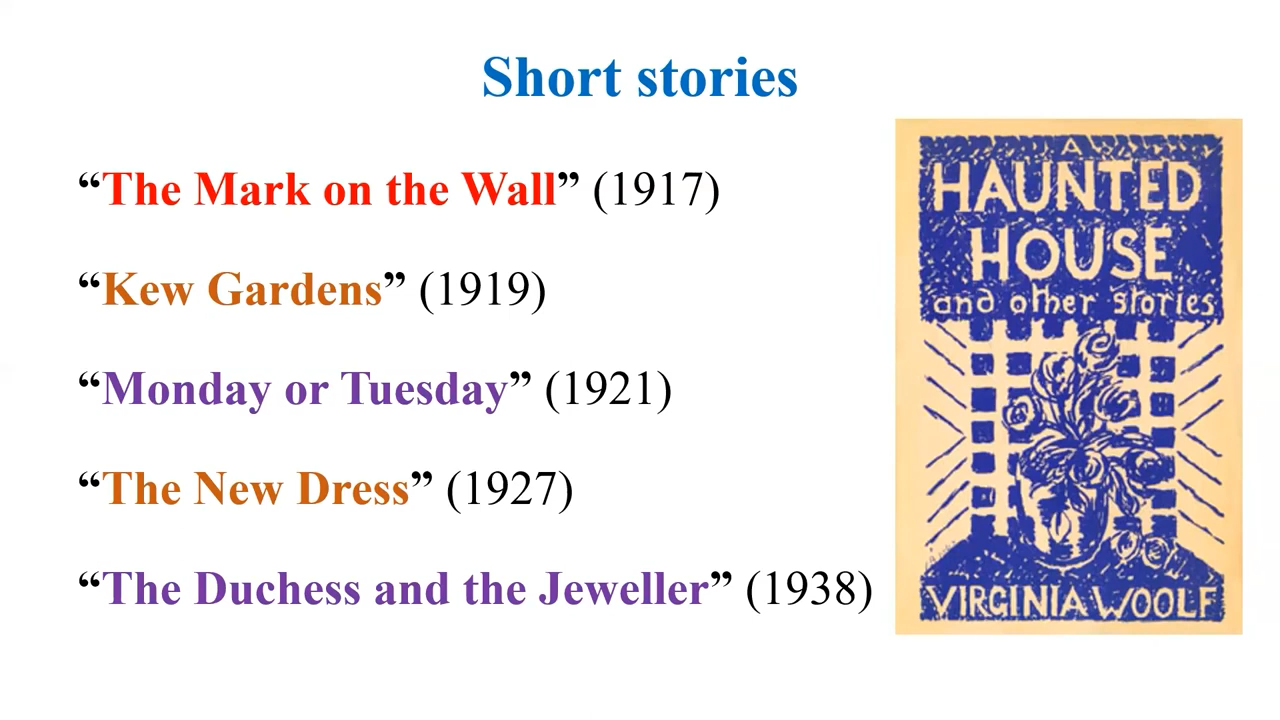 Short stories
“The Mark on the Wall” (1917)
“Kew Gardens” (1919)
“Monday or Tuesday” (1921)
“The New Dress” (1927)
“The Duchess and the Jeweller” (1938)
A
HAUNTED
HOUSE
and other stories
VIRGINIA WOOLF